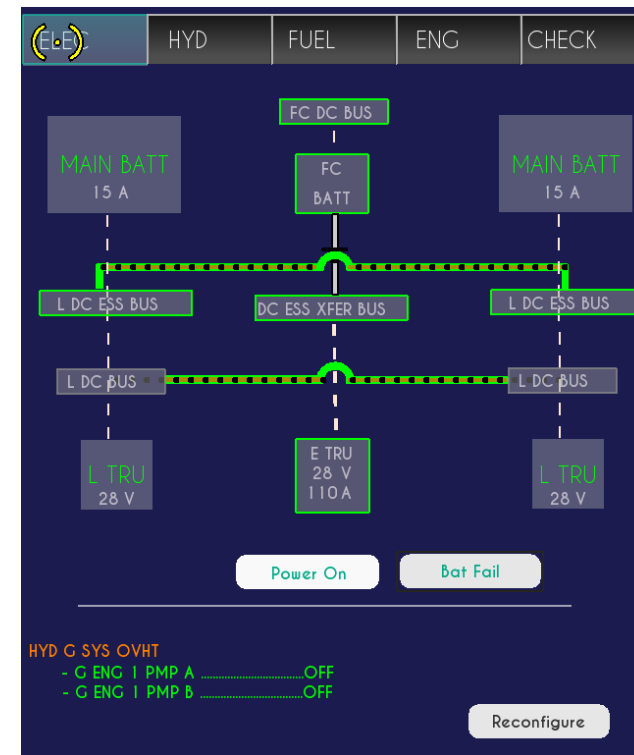 ELEC HYD FUEL ENG CHECK
FC DC BUS
MAIN BATT
15 A
FC
BATT
MAIN BATT
15 A
L DC ESS BUS
DC ESS XFER BUS
L DC ESS BUS
L DC BUS
L DC BUS
L TRU
28 V
E TRU
28 V
110 A
L TRU
28 V
Power On
Bat Fail
HYD G SYS OVHT
- G ENG 1 PMP A ..............................OFF
- G ENG 1 PMP B ................................OFF
Reconfigure